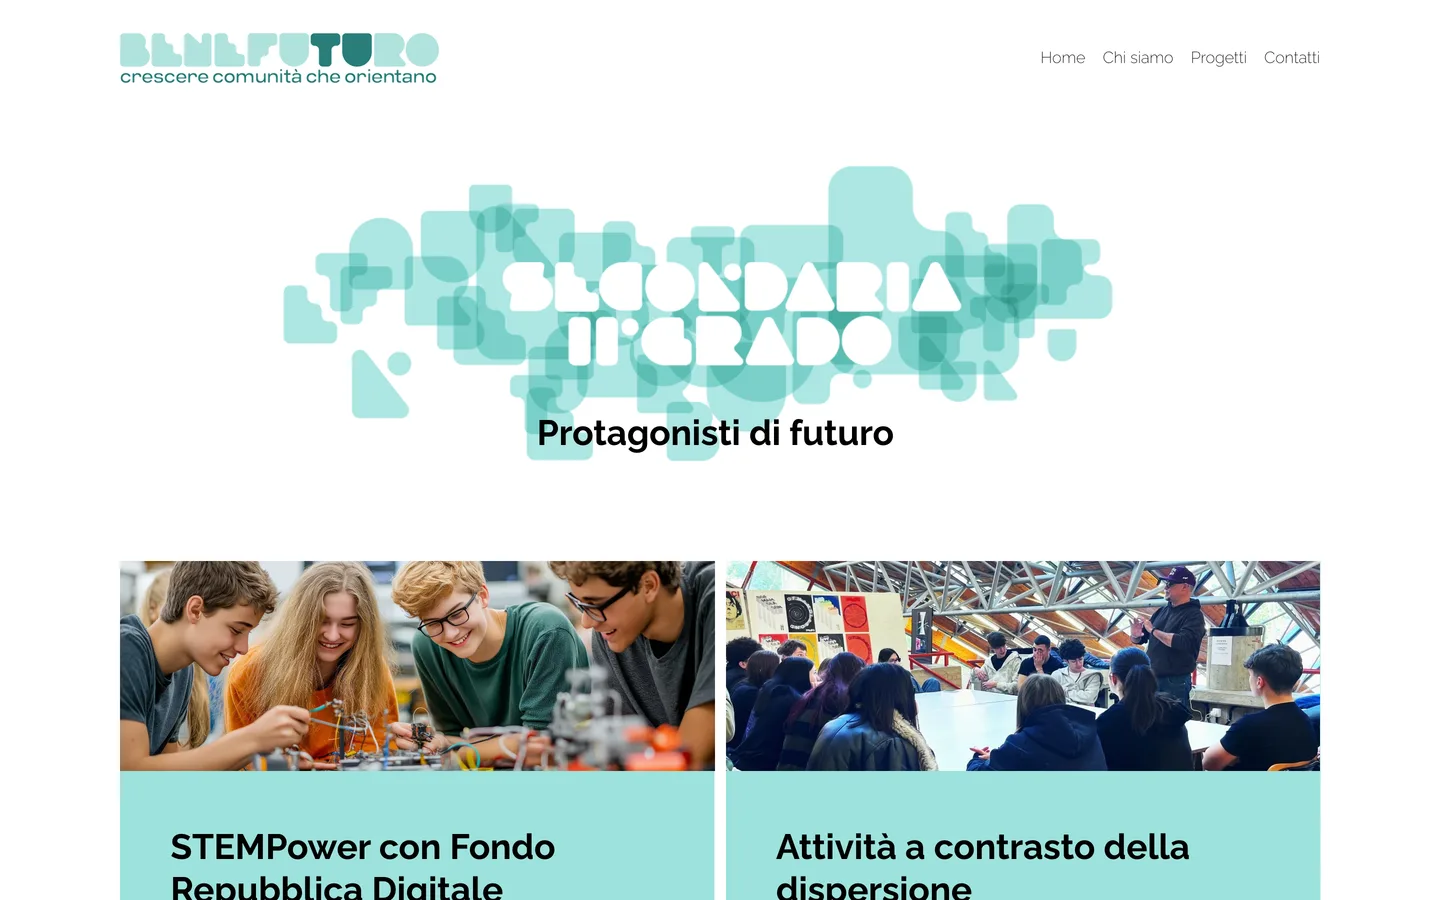 BENEFUTURO
crescere comunità che orientano
Home
Chi siamo
Progetti
Contatti
SECONDARIA
II°GRADO
Protagonisti di futuro
STEMPower con Fondo
Repubblica Digitale
Attività a contrasto della
dispersione